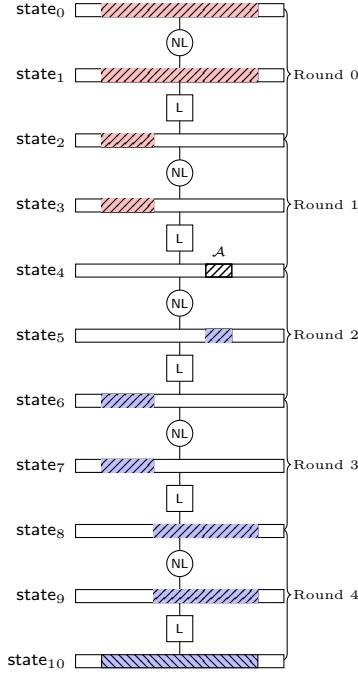 state₀
NL
state₁
Round 0
L
state₂
NL
state₃
Round 1
L
𝒜
state₄
NL
state₅
Round 2
L
state₆
NL
state₇
Round 3
L
state₈
NL
state₉
Round 4
L
state₁₀